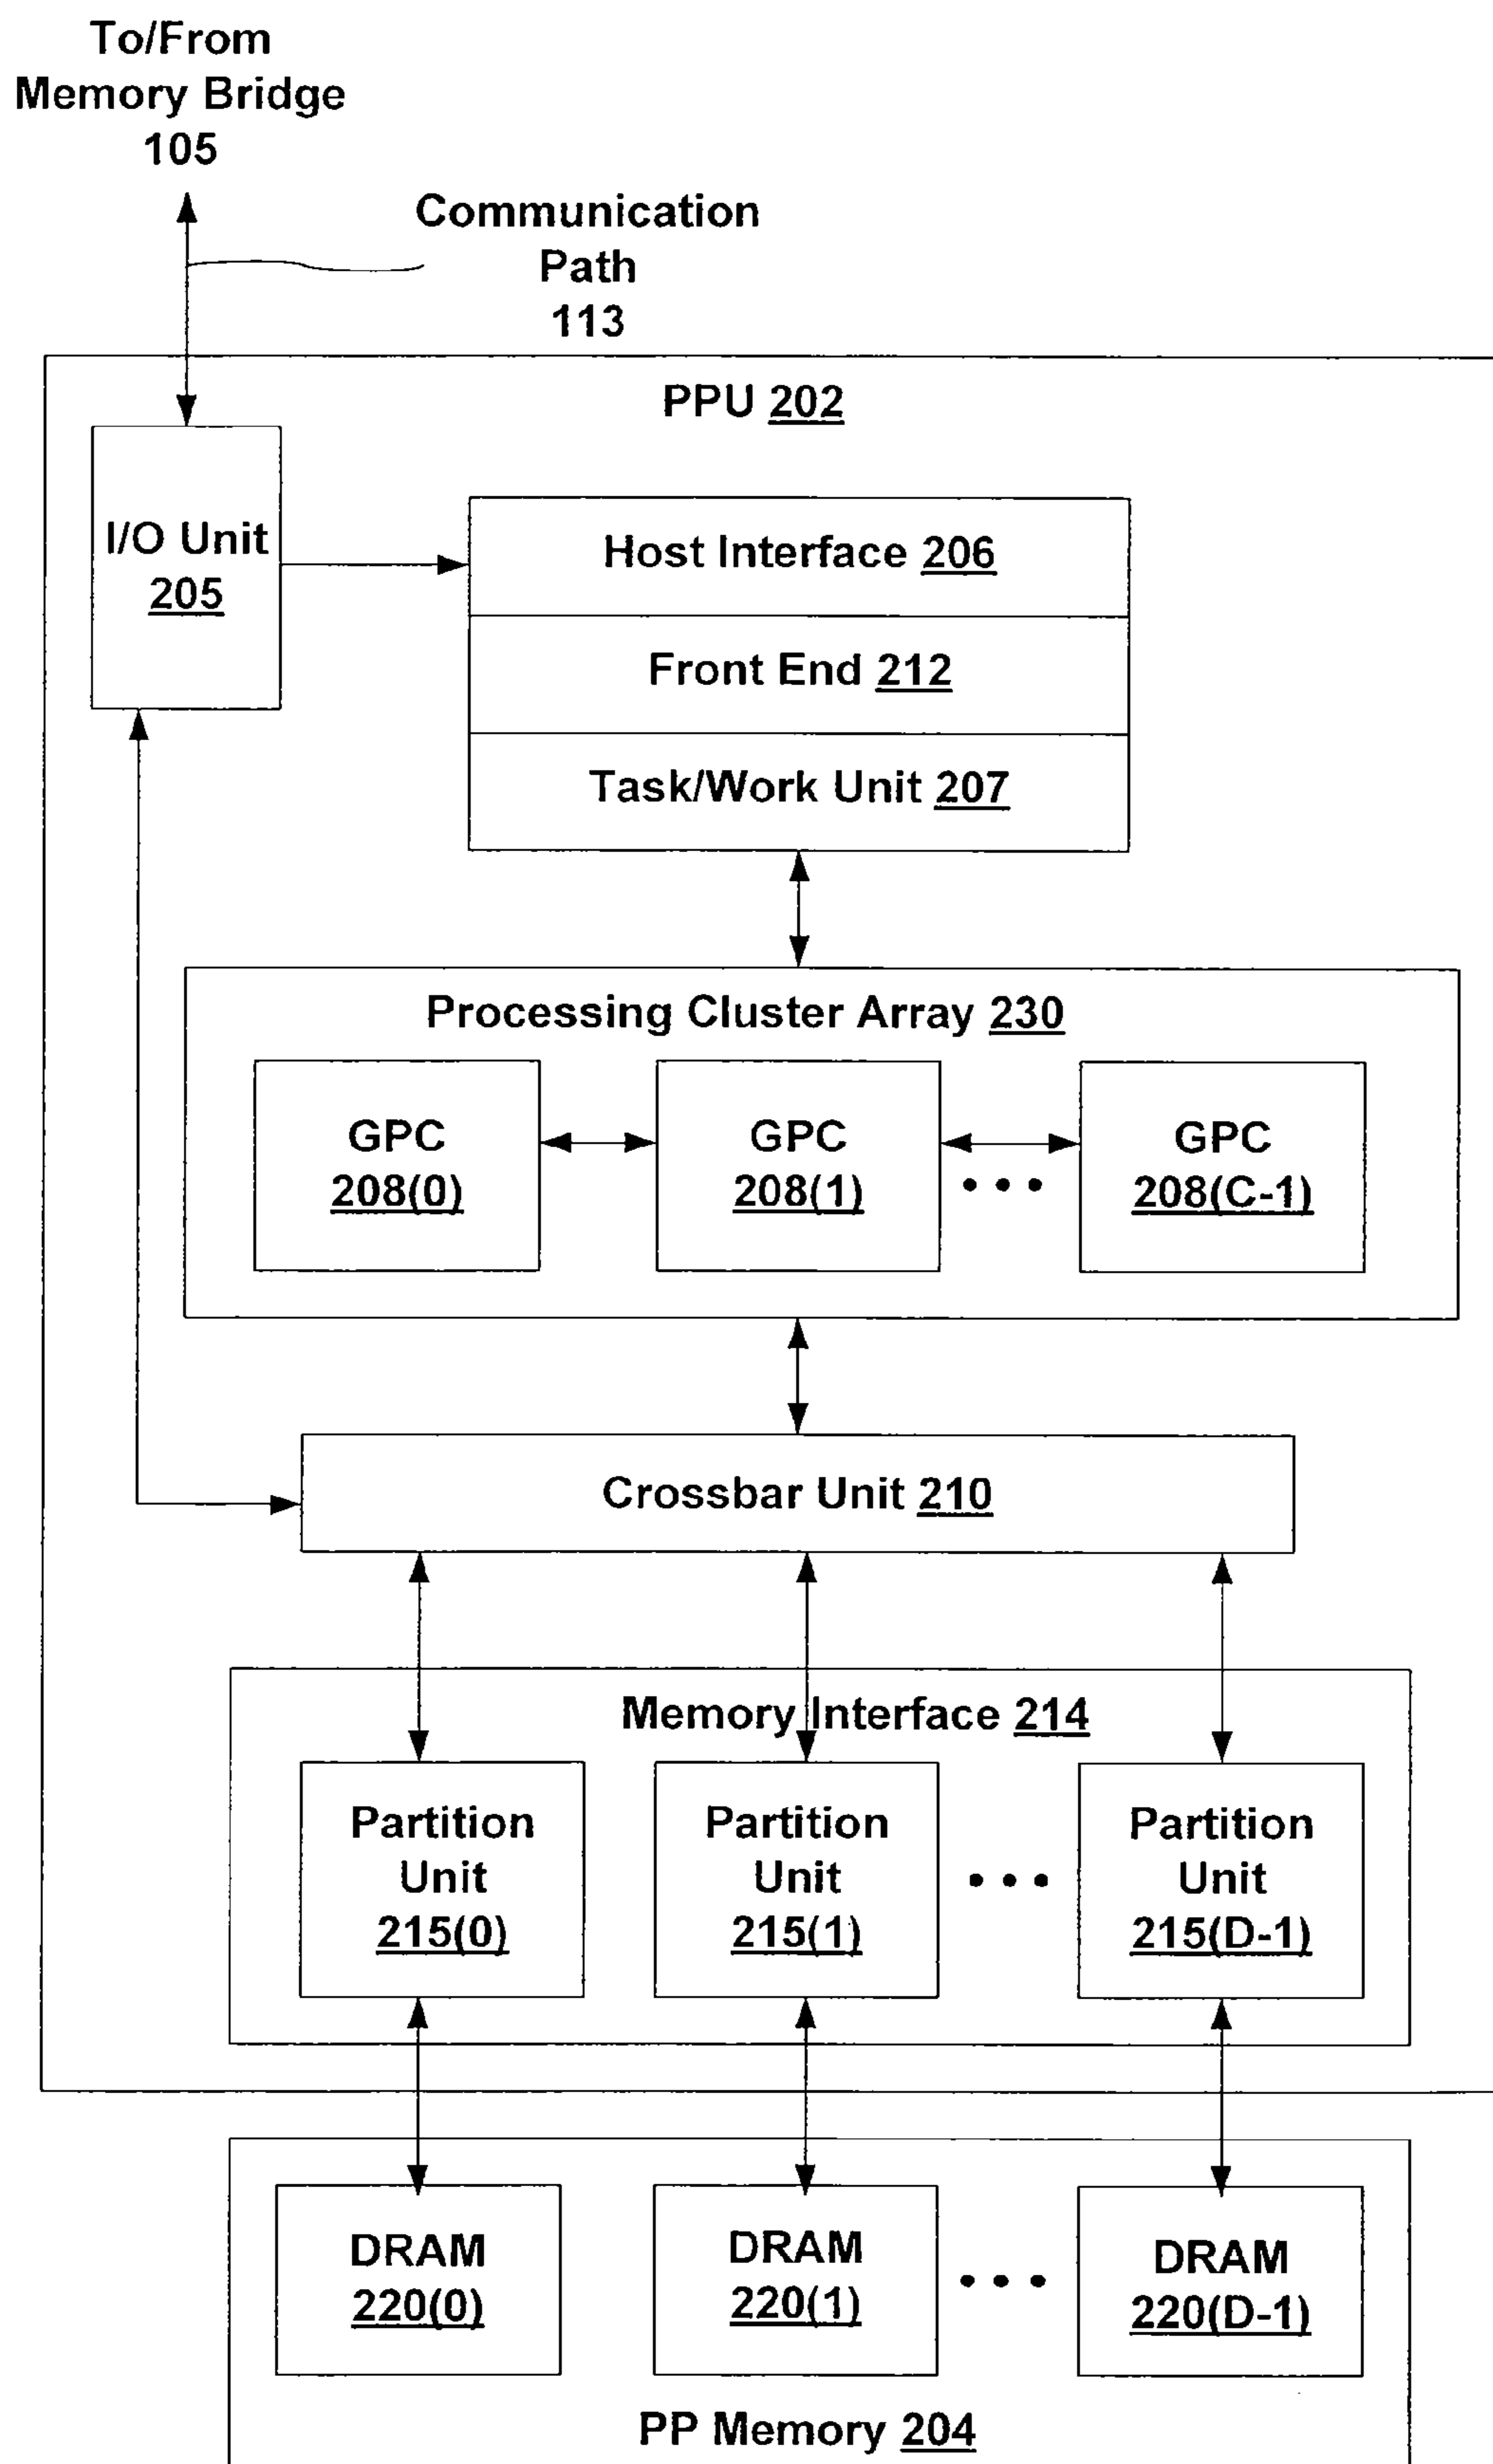 To/From
Memory Bridge
105
Communication
Path
113
PPU 202
I/O Unit
205
Host Interface 206
Front End 212
Task/Work Unit 207
Processing Cluster Array 230
GPC
208(0)
GPC
208(1)
• • •
GPC
208(C-1)
Crossbar Unit 210
Memory Interface 214
Partition
Unit
215(0)
Partition
Unit
215(1)
• • •
Partition
Unit
215(D-1)
DRAM
220(0)
DRAM
220(1)
• • •
DRAM
220(D-1)
PP Memory 204